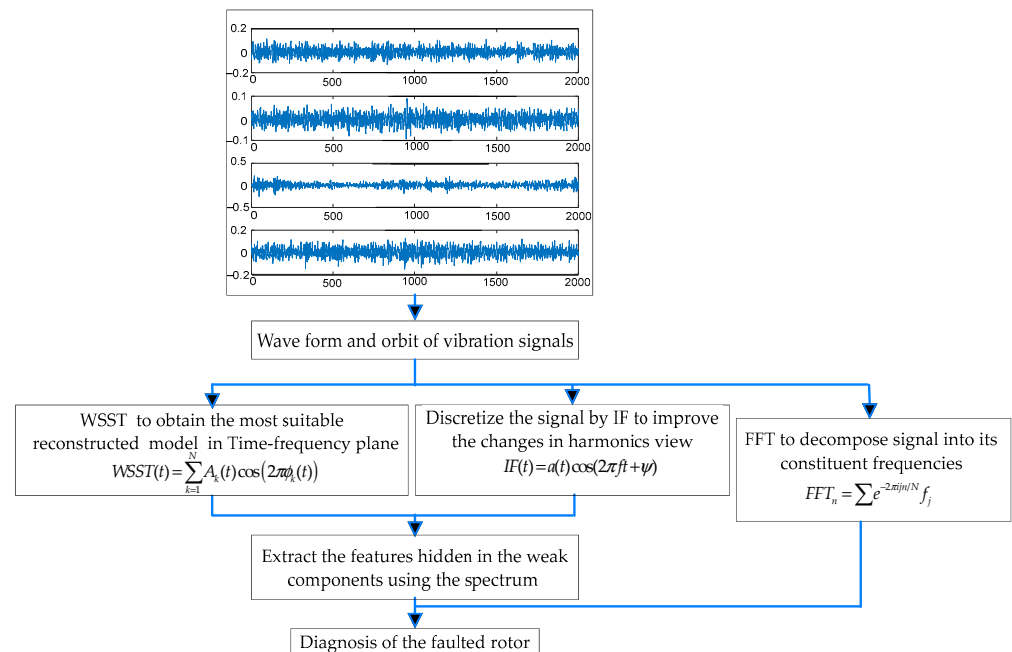 0.2
0
−0.2
0 500 1000 1500 2000
0.1
0
−0.1
0 500 1000 1500 2000
0.5
0
−0.5
0 500 1000 1500 2000
0.2
0
−0.2
0 500 1000 1500 2000
Wave form and orbit of vibration signals
WSST to obtain the most suitable
reconstructed model in Time-frequency plane
WSST(t) = ∑_{k=1}^{N} A_k(t) cos(2πϕ_k(t))
Discretize the signal by IF to improve
the changes in harmonics view
IF(t) = a(t) cos(2πft+ψ)
FFT to decompose signal into its
constituent frequencies
FFT_n = ∑ e^{−2πijn/N} f_j
Extract the features hidden in the weak
components using the spectrum
Diagnosis of the faulted rotor